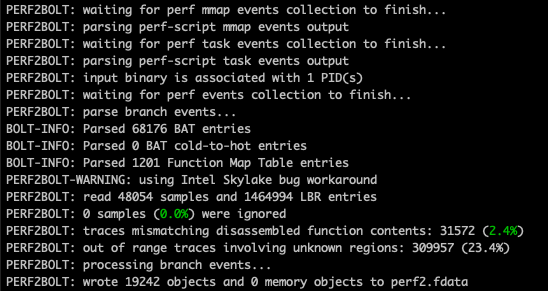 PERF2BOLT: waiting for perf mmap events collection to finish...
PERF2BOLT: parsing perf-script mmap events output
PERF2BOLT: waiting for perf task events collection to finish...
PERF2BOLT: parsing perf-script task events output
PERF2BOLT: input binary is associated with 1 PID(s)
PERF2BOLT: waiting for perf events collection to finish...
PERF2BOLT: parse branch events...
BOLT-INFO: Parsed 68176 BAT entries
BOLT-INFO: Parsed 0 BAT cold-to-hot entries
BOLT-INFO: Parsed 1201 Function Map Table entries
PERF2BOLT-WARNING: using Intel Skylake bug workaround
PERF2BOLT: read 48054 samples and 1464994 LBR entries
PERF2BOLT: 0 samples (0.0%) were ignored
PERF2BOLT: traces mismatching disassembled function contents: 31572 (2.4%)
PERF2BOLT: out of range traces involving unknown regions: 309957 (23.4%)
PERF2BOLT: processing branch events...
PERF2BOLT: wrote 19242 objects and 0 memory objects to perf2.fdata